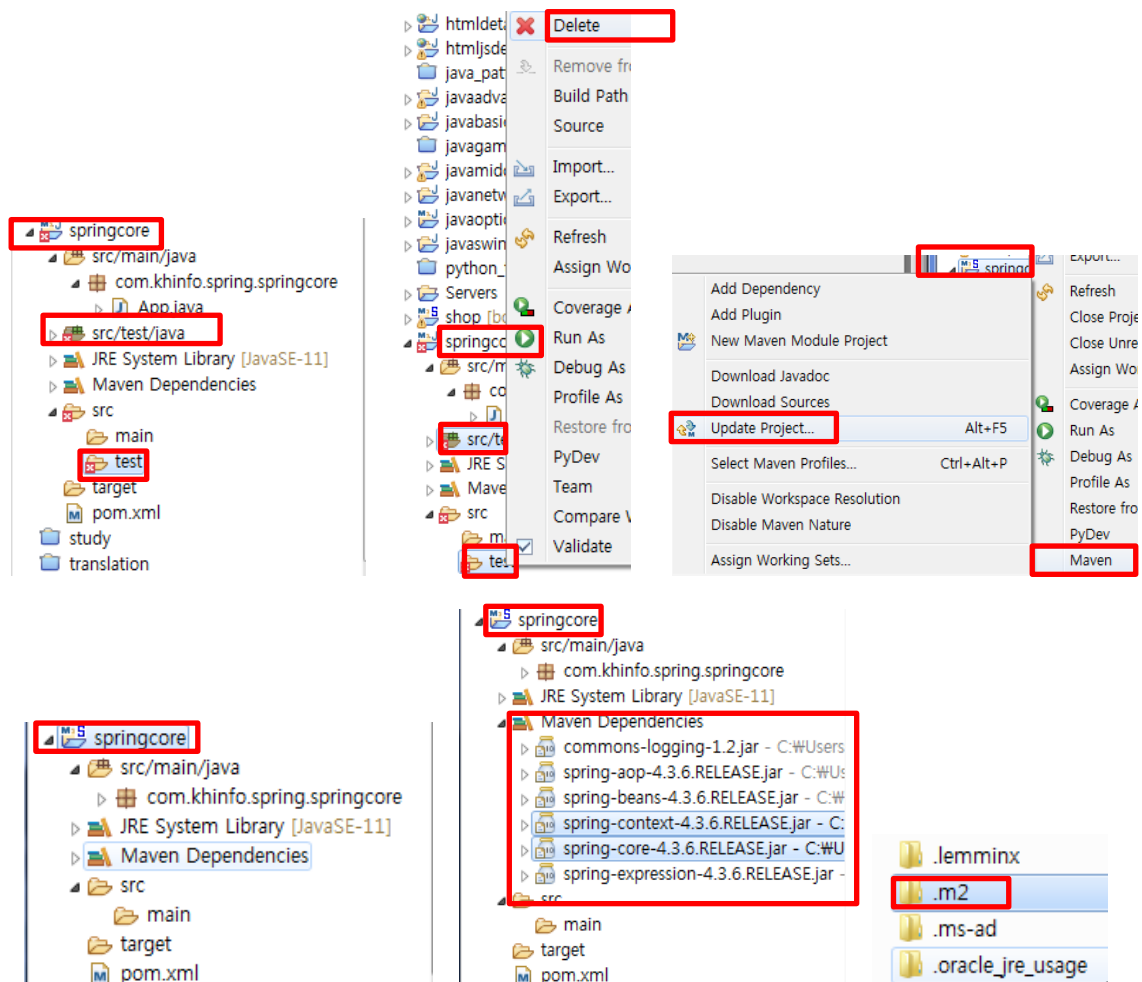 springcore
src/main/java
com.khinfo.spring.springcore
App.java
src/test/java
JRE System Library [JavaSE-11]
Maven Dependencies
src
main
test
target
pom.xml
study
translation
htmldeta
htmljsde
java_pat
javaadva
javabasi
javagam
javamid
javanetw
javaopti
javaswin
python_
Servers
shop [bo
springco
src/m
co
src/te
JRE S
Mave
src
m
tes
Delete
Remove fro
Build Path
Source
Import...
Export...
Refresh
Assign Wo
Coverage A
Run As
Debug As
Profile As
Restore fro
PyDev
Team
Compare W
Validate
springc
Add Dependency
Add Plugin
New Maven Module Project
Download Javadoc
Download Sources
Update Project... Alt+F5
Select Maven Profiles... Ctrl+Alt+P
Disable Workspace Resolution
Disable Maven Nature
Assign Working Sets...
Export...
Refresh
Close Proje
Close Unre
Assign Wor
Coverage A
Run As
Debug As
Profile As
Restore fro
PyDev
Maven
springcore
src/main/java
com.khinfo.spring.springcore
JRE System Library [JavaSE-11]
Maven Dependencies
src
main
target
pom.xml
springcore
src/main/java
com.khinfo.spring.springcore
JRE System Library [JavaSE-11]
Maven Dependencies
commons-logging-1.2.jar - C:₩Users
spring-aop-4.3.6.RELEASE.jar - C:₩Us
spring-beans-4.3.6.RELEASE.jar - C:₩
spring-context-4.3.6.RELEASE.jar - C:
spring-core-4.3.6.RELEASE.jar - C:₩U
spring-expression-4.3.6.RELEASE.jar -
src
main
target
pom.xml
.lemminx
.m2
.ms-ad
.oracle_jre_usage